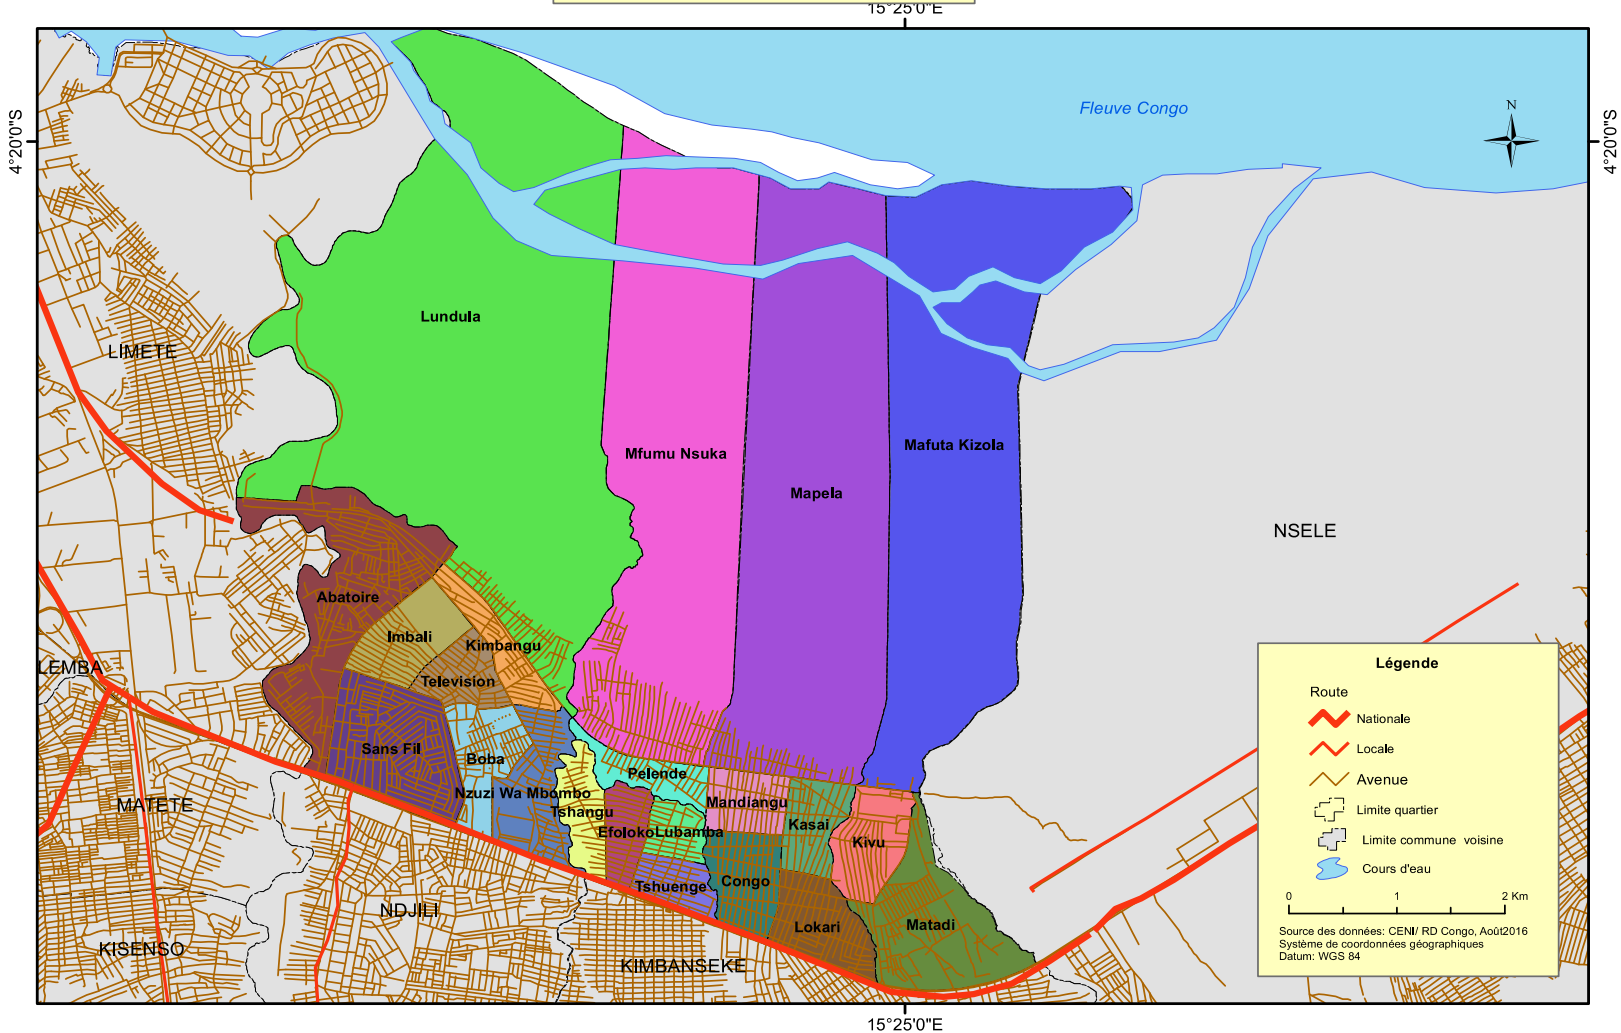 15°25'0"E
4°20'0"S
4°20'0"S
Fleuve Congo
N
Lundula
LIMETE
Mfumu Nsuka
Mafuta Kizola
Mapela
NSELE
Abatoire
Imbali
Kimbangu
LEMBA
Television
Sans Fil
Boba
Pelende
Nzuzi Wa Mbombo
Mandiangu
MATETE
Tshangu
Kasai
Efoloko
Lubamba
Kivu
Tshuenge
Congo
NDJILI
Lokari
Matadi
KISENSO
KIMBANSEKE
Légende
Route
Nationale
Locale
Avenue
Limite quartier
Limite commune voisine
Cours d'eau
0 1 2 Km
Source des données: CENI/ RD Congo, Août2016
Système de coordonnées géographiques
Datum: WGS 84
15°25'0"E